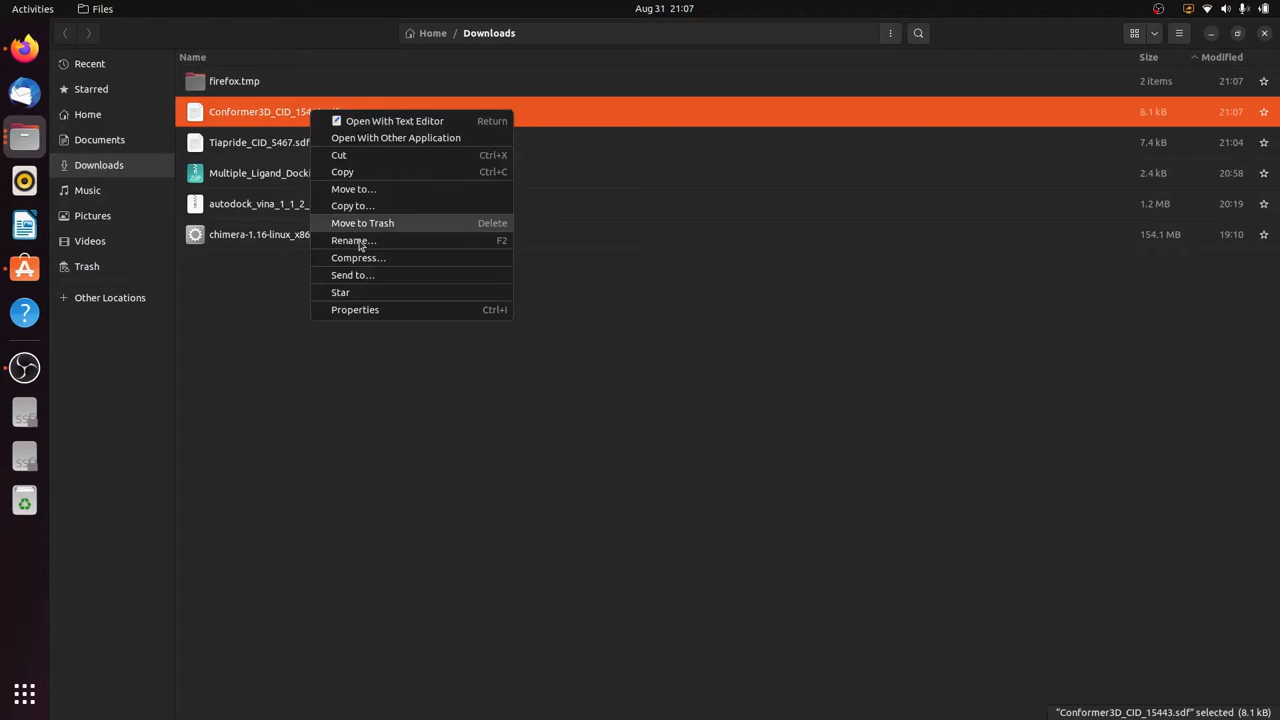 Activities
Files
Aug 31 21:07
Home / Downloads
Name
Size
Modified
Recent
Starred
Home
Documents
Downloads
Music
Pictures
Videos
Trash
Other Locations
firefox.tmp 2 items 21:07
Conformer3D_CID_15 8.1 kB 21:07
Tiapride_CID_5467.sdf 7.4 kB 21:04
Multiple_Ligand_Docki 2.4 kB 20:58
autodock_vina_1_1_2_ 1.2 MB 20:19
chimera-1.16-linux_x86 154.1 MB 19:10
Open With Text Editor Return
Open With Other Application
Cut Ctrl+X
Copy Ctrl+C
Move to…
Copy to…
Move to Trash Delete
Rename… F2
Compress…
Send to…
Star
Properties Ctrl+I
"Conformer3D_CID_15443.sdf" selected (8.1 kB)